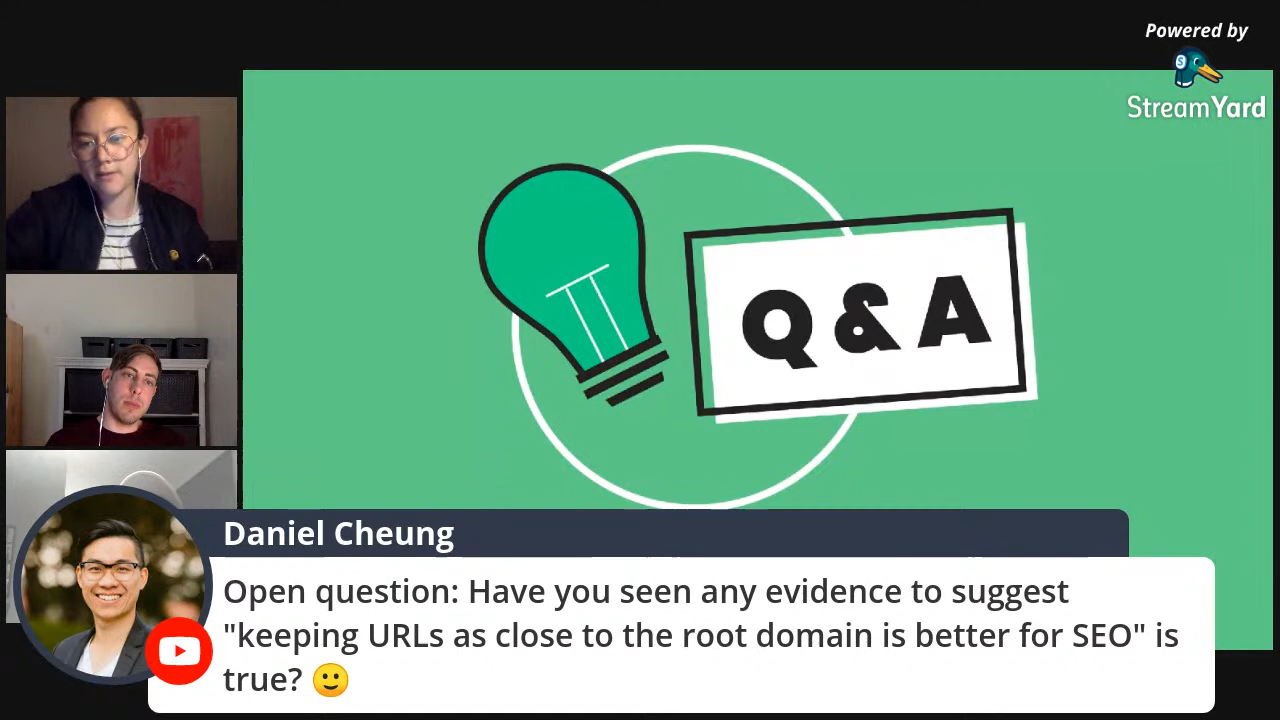 Powered by
StreamYard
Q & A
Daniel Cheung
Open question: Have you seen any evidence to suggest
"keeping URLs as close to the root domain is better for SEO" is
true? 🙂